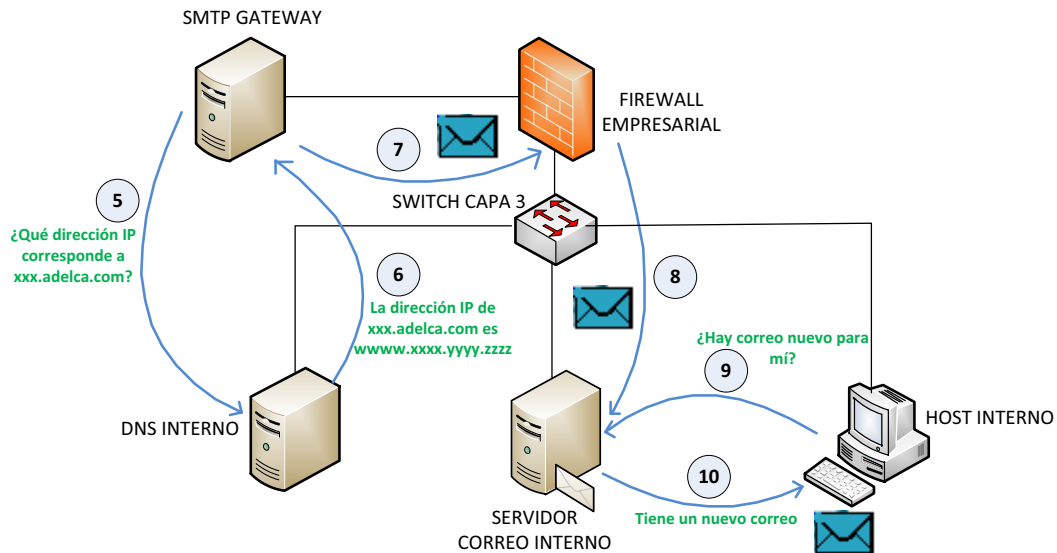 SMTP GATEWAY
FIREWALL
EMPRESARIAL
7
5
SWITCH CAPA 3
¿Qué dirección IP
corresponde a
xxx.adelca.com?
6
8
La dirección IP de
xxx.adelca.com es
wwww.xxxx.yyyy.zzzz
¿Hay correo nuevo para
mí?
9
DNS INTERNO
HOST INTERNO
10
Tiene un nuevo correo
SERVIDOR
CORREO INTERNO